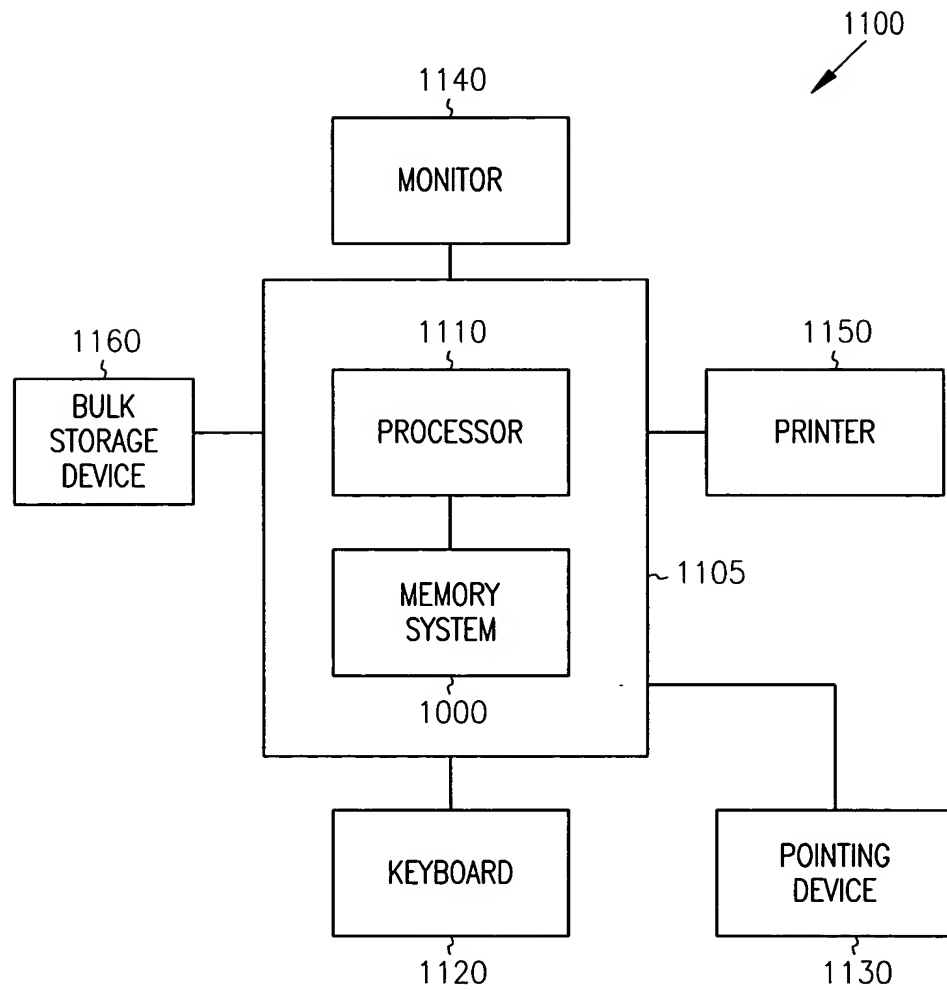 1100
1140
MONITOR
1160
BULK
STORAGE
DEVICE
1110
PROCESSOR
1150
PRINTER
MEMORY
SYSTEM
1000
1105
KEYBOARD
1120
POINTING
DEVICE
1130